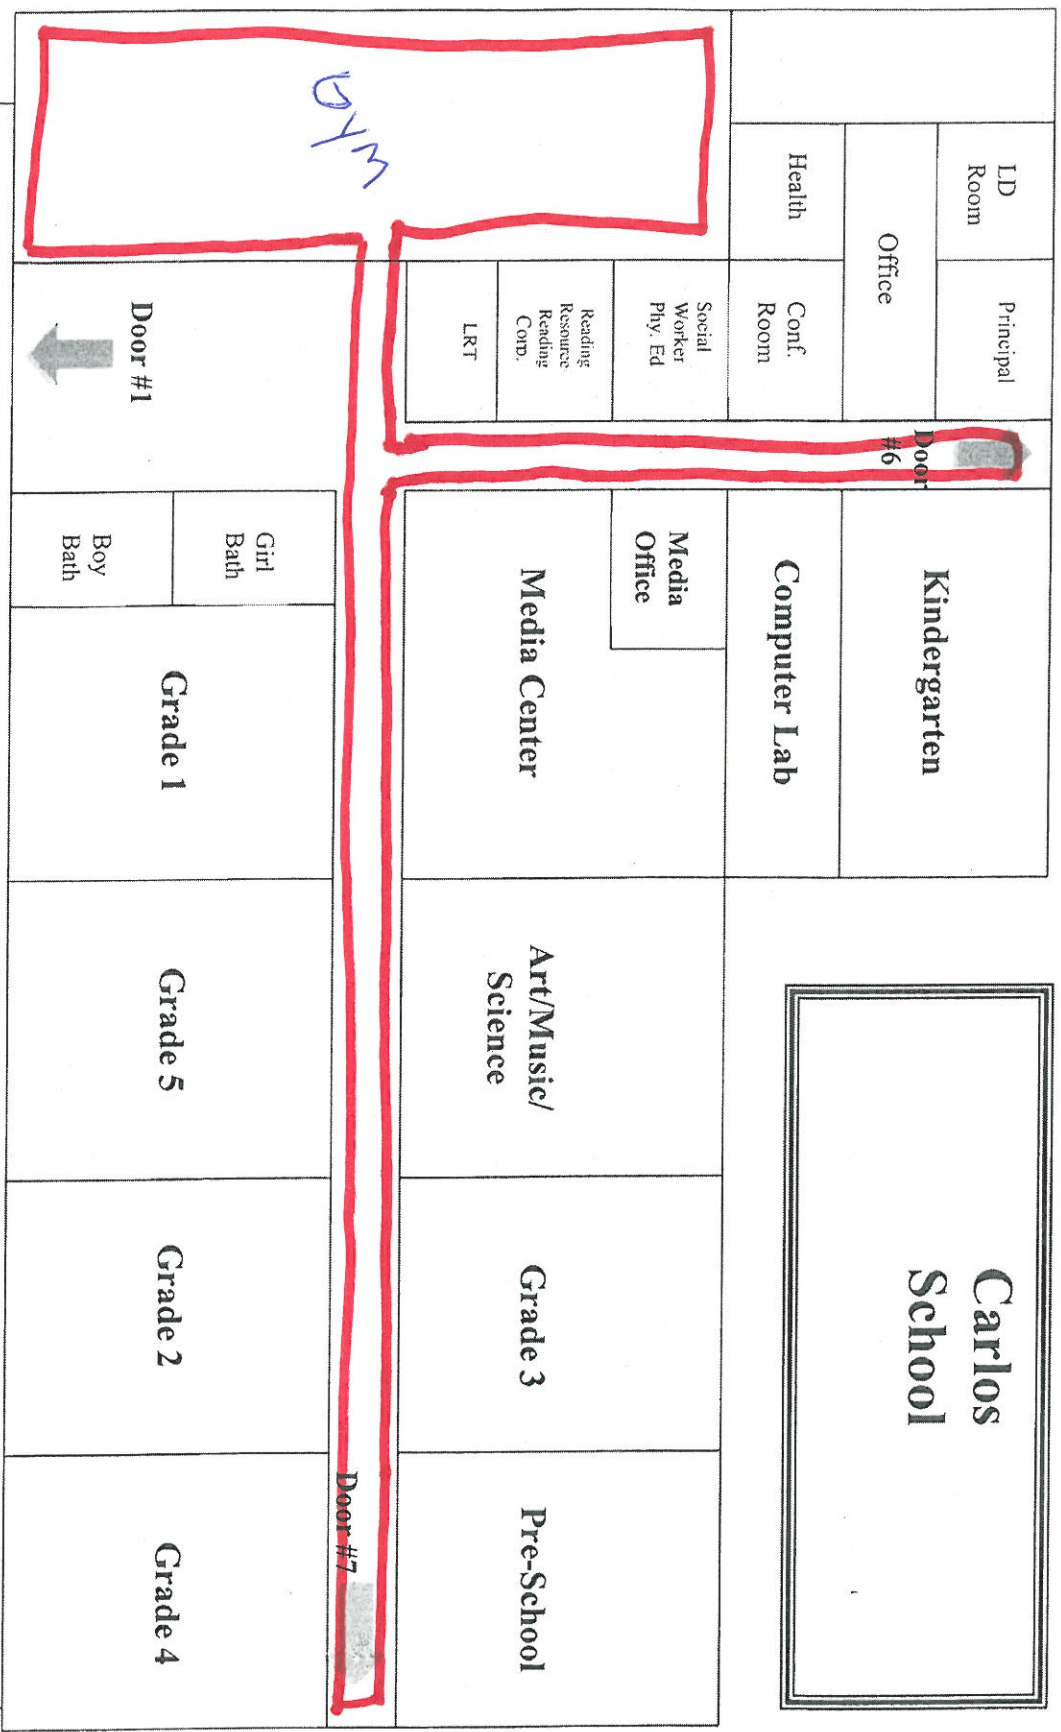 Carlos
School
LD
Room
Principal
Office
Health
Conf.
Room
Social
Worker
Phy. Ed
Reading
Resource
Reading
Corp.
LRT
Gym
Door #1
Door
#6
Kindergarten
Computer Lab
Media
Office
Media Center
Art/Music/
Science
Grade 3
Pre-School
Girl
Bath
Boy
Bath
Grade 1
Grade 5
Grade 2
Grade 4
Door #7